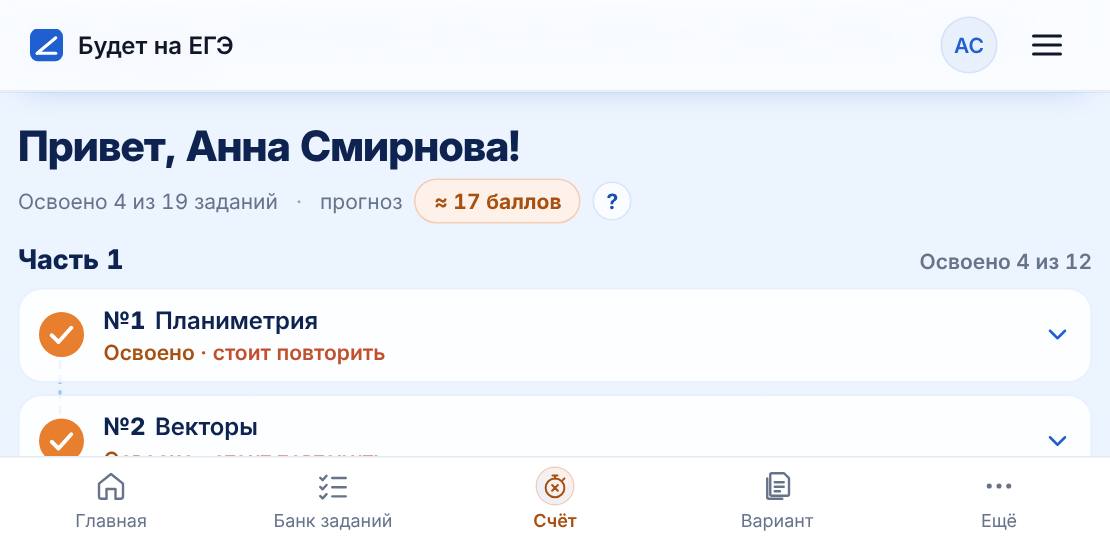 Будет на ЕГЭ
АС
Привет, Анна Смирнова!
Освоено 4 из 19 заданий · прогноз ≈ 17 баллов ?
Часть 1
Освоено 4 из 12
№1 Планиметрия
Освоено · стоит повторить
№2 Векторы
Главная
Банк заданий
Счёт
Вариант
Ещё